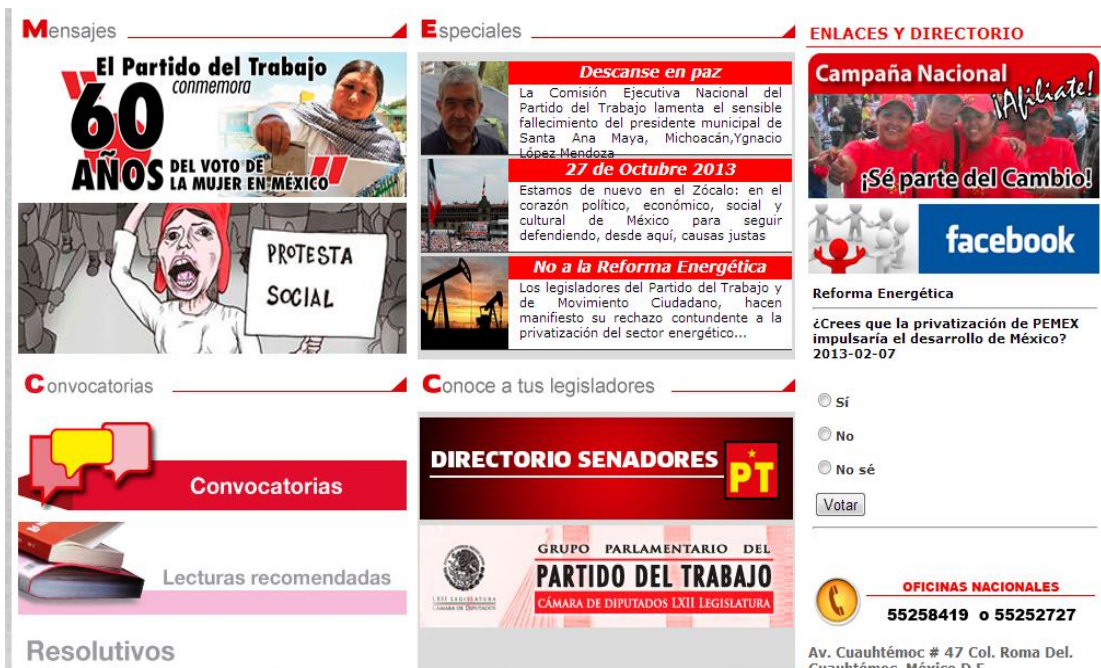 Mensajes
El Partido del Trabajo
conmemora
60
AÑOS DEL VOTO DE
LA MUJER EN MÉXICO
PROTESTA
SOCIAL
Convocatorias
Convocatorias
Lecturas recomendadas
Resolutivos
Especiales
Descanse en paz
La Comisión Ejecutiva Nacional del
Partido del Trabajo lamenta el sensible
fallecimiento del presidente municipal de
Santa Ana Maya, Michoacán,Ygnacio
López Mendoza
27 de Octubre 2013
Estamos de nuevo en el Zócalo: en el
corazón político, económico, social y
cultural de México para seguir
defendiendo, desde aquí, causas justas
No a la Reforma Energética
Los legisladores del Partido del Trabajo y
de Movimiento Ciudadano, hacen
manifiesto su rechazo contundente a la
privatización del sector energético...
Conoce a tus legisladores
DIRECTORIO SENADORES
PT
GRUPO PARLAMENTARIO DEL
PARTIDO DEL TRABAJO
CÁMARA DE DIPUTADOS LXII LEGISLATURA
LXII LEGISLATURA
CÁMARA DE DIPUTADOS
ENLACES Y DIRECTORIO
Campaña Nacional
¡Afíliate!
¡Sé parte del Cambio!
facebook
Reforma Energética
¿Crees que la privatización de PEMEX
impulsaría el desarrollo de México?
2013-02-07
Sí
No
No sé
Votar
OFICINAS NACIONALES
55258419 o 55252727
Av. Cuauhtémoc # 47 Col. Roma Del.
Cuauhtémoc, México D.F.